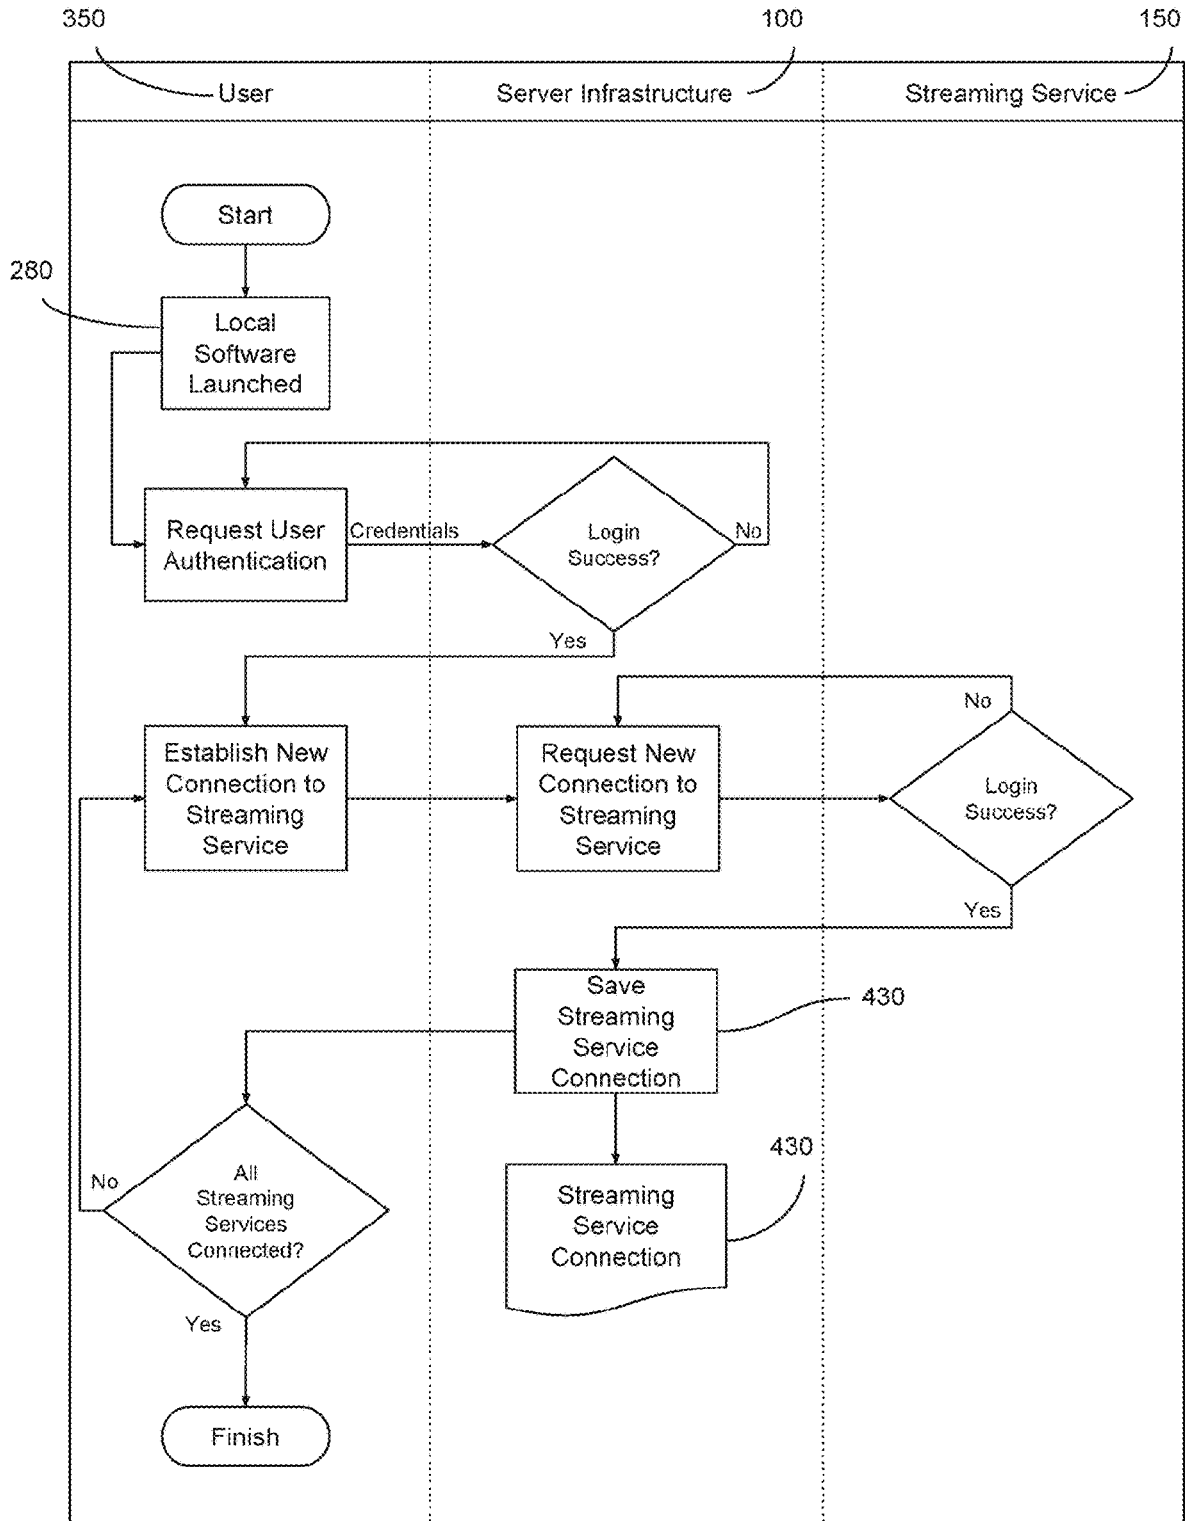 350
100
150
User
Server Infrastructure
Streaming Service
Start
280
Local
Software
Launched
Request User
Authentication
Credentials
Login
Success?
No
Yes
No
Establish New
Connection to
Streaming
Service
Request New
Connection to
Streaming
Service
Login
Success?
Yes
Save
Streaming
Service
Connection
430
430
No
All
Streaming
Services
Connected?
Streaming
Service
Connection
Yes
Finish